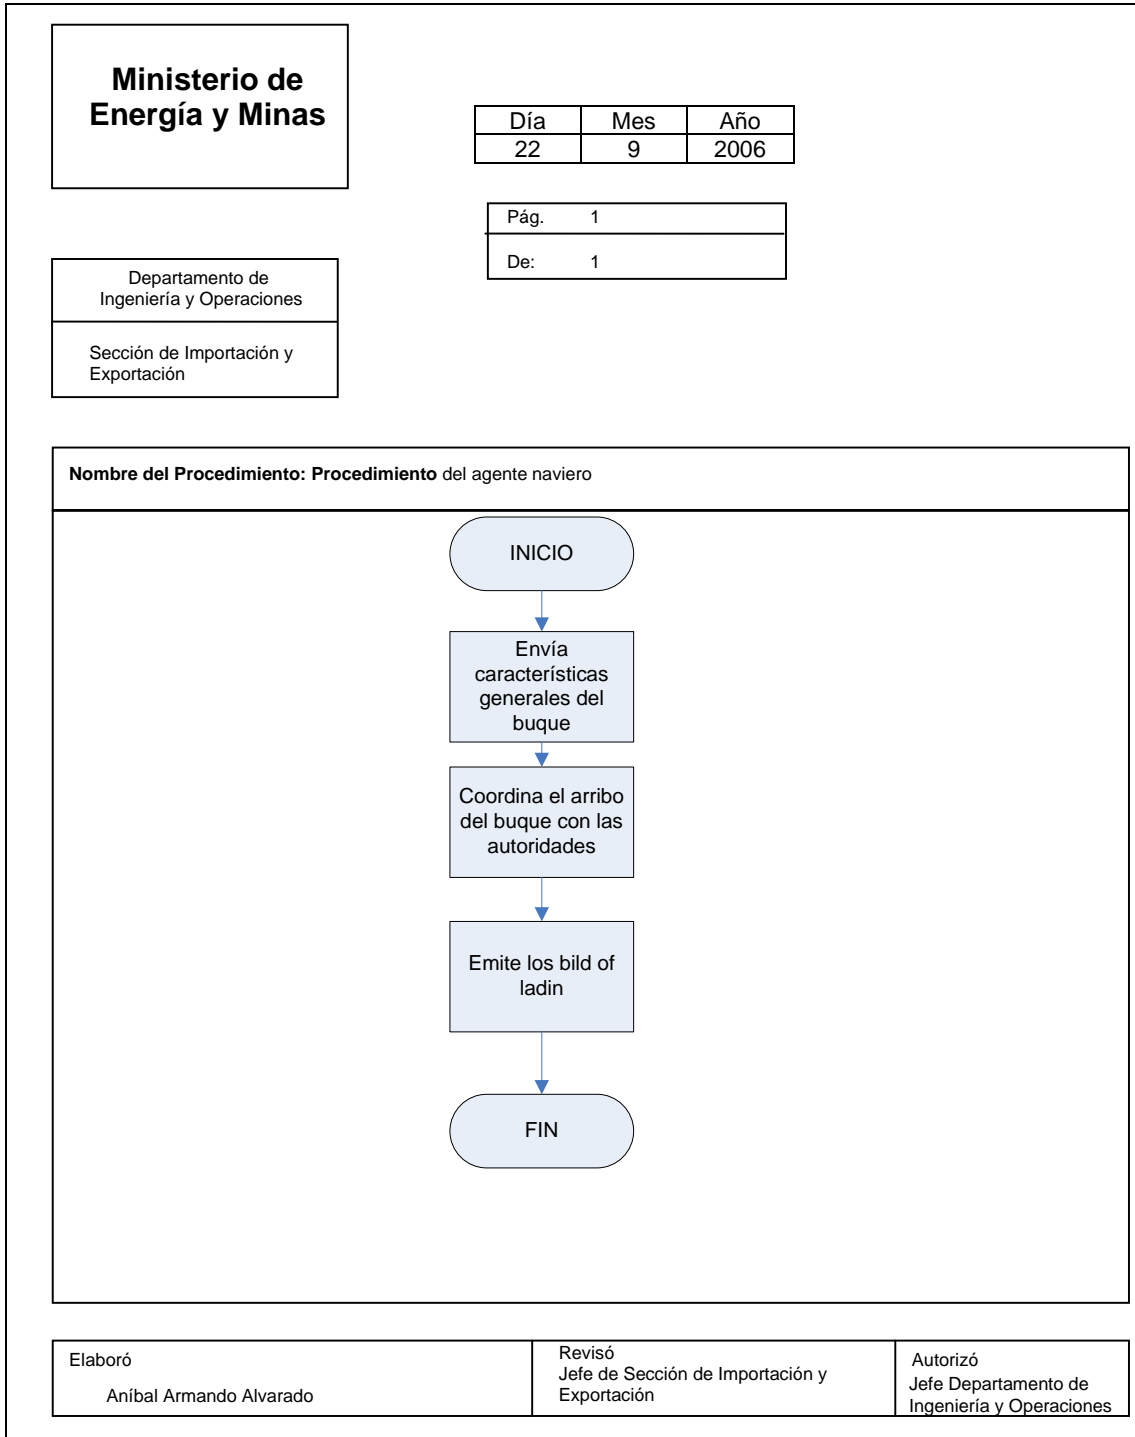 Ministerio de
Energía y Minas
Día Mes Año
22 9 2006
Pág. 1
De: 1
Departamento de
Ingeniería y Operaciones
Sección de Importación y
Exportación
Nombre del Procedimiento: Procedimiento del agente naviero
INICIO
Envía
característísticas
generales del
buque
Coordina el arribo
del buque con las
autoridades
Emite los bild of
ladin
FIN
Elaboró
Aníbal Armando Alvarado
Revisó
Jefe de Sección de Importación y
Exportación
Autorizó
Jefe Departamento de
Ingeniería y Operaciones